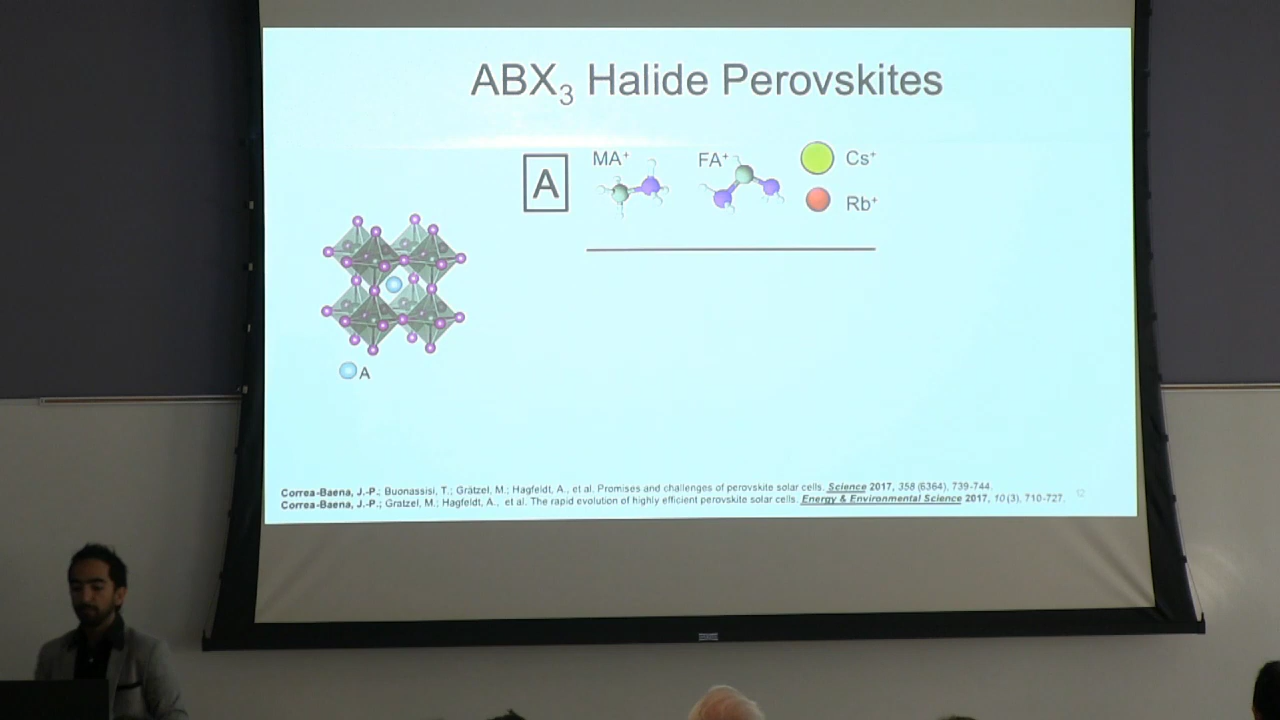 ABX₃ Halide Perovskites
A
MA⁺
FA⁺
Cs⁺
Rb⁺
A
Correa-Baena, J.-P.; Buonassisi, T.; Grätzel, M.; Hagfeldt, A., et al. Promises and challenges of perovskite solar cells. Science 2017, 358 (6364), 739-744.
Correa-Baena, J.-P.; Gratzel, M.; Hagfeldt, A., et al. The rapid evolution of highly efficient perovskite solar cells. Energy & Environmental Science 2017, 10 (3), 710-727.
12